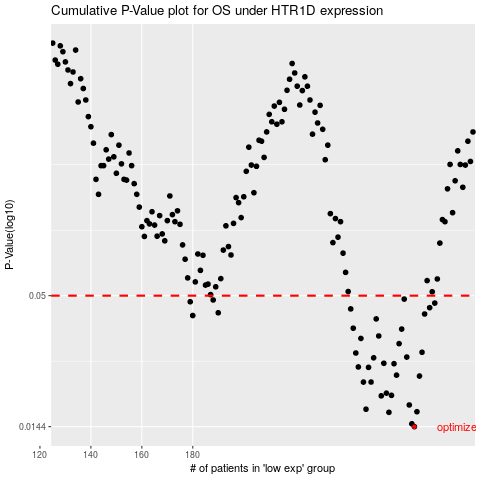 Cumulative P-Value plot for OS under HTR1D expression
P-Value(log10)
0.05
0.0144
optimize
120 140 160 180
# of patients in 'low exp' group